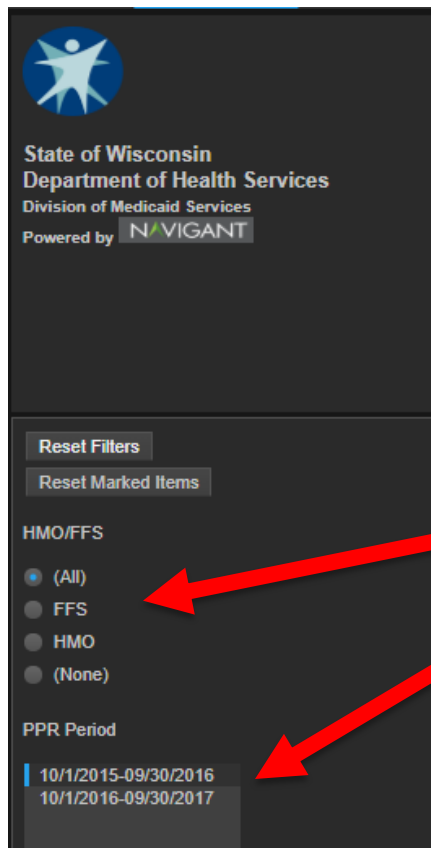 State of Wisconsin
Department of Health Services
Division of Medicaid Services
Powered by NAVIGANT
Reset Filters
Reset Marked Items
HMO/FFS
(All)
FFS
HMO
(None)
PPR Period
10/1/2015-09/30/2016
10/1/2016-09/30/2017